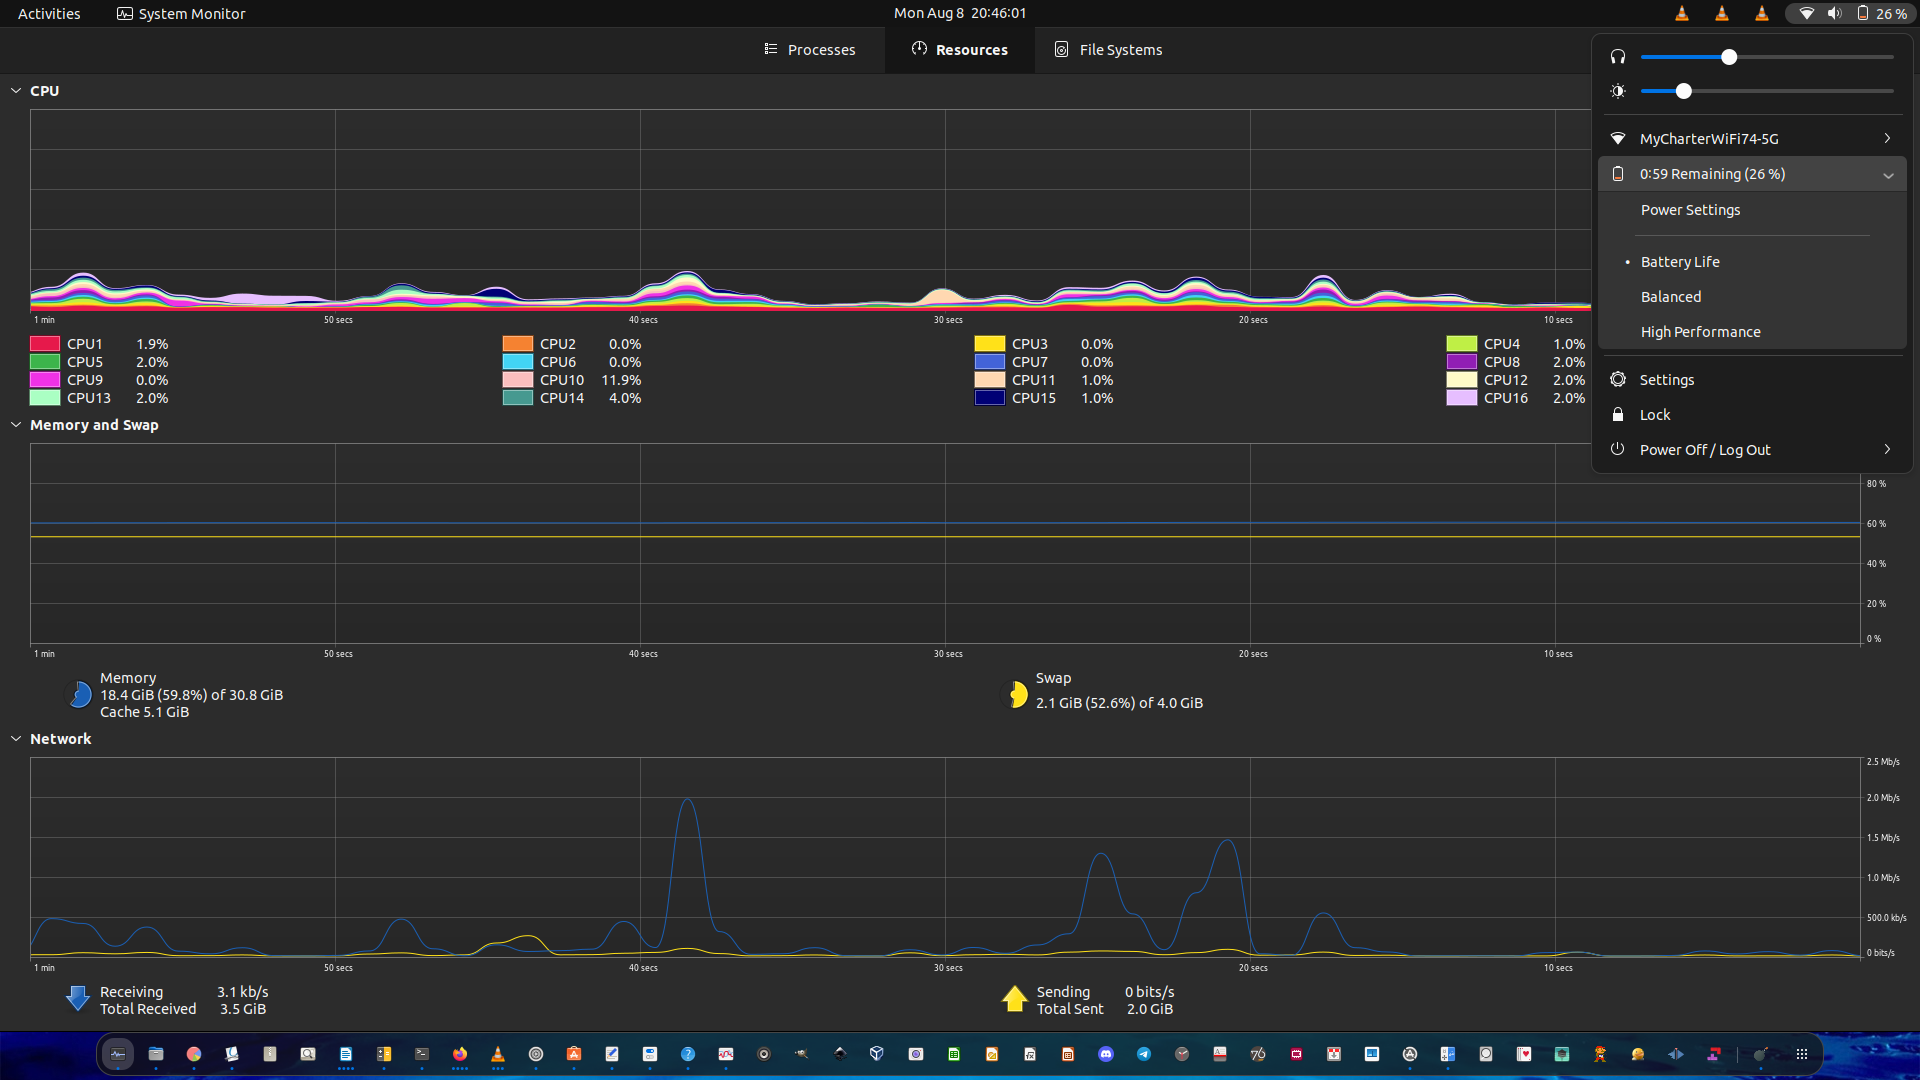 Activities
System Monitor
Mon Aug 8 20:46:01
26 %
Processes
Resources
File Systems
CPU
1 min
50 secs
40 secs
30 secs
20 secs
10 secs
CPU1 1.9%
CPU2 0.0%
CPU3 0.0%
CPU4 1.0%
CPU5 2.0%
CPU6 0.0%
CPU7 0.0%
CPU8 2.0%
CPU9 0.0%
CPU10 11.9%
CPU11 1.0%
CPU12 2.0%
CPU13 2.0%
CPU14 4.0%
CPU15 1.0%
CPU16 2.0%
MyCharterWiFi74-5G
0:59 Remaining (26 %)
Power Settings
Battery Life
Balanced
High Performance
Settings
Lock
Power Off / Log Out
Memory and Swap
80 %
60 %
40 %
20 %
0 %
1 min
50 secs
40 secs
30 secs
20 secs
10 secs
Memory
18.4 GiB (59.8%) of 30.8 GiB
Cache 5.1 GiB
Swap
2.1 GiB (52.6%) of 4.0 GiB
Network
2.5 Mb/s
2.0 Mb/s
1.5 Mb/s
1.0 Mb/s
500.0 kb/s
0 bits/s
1 min
50 secs
40 secs
30 secs
20 secs
10 secs
Receiving 3.1 kb/s
Total Received 3.5 GiB
Sending 0 bits/s
Total Sent 2.0 GiB
76